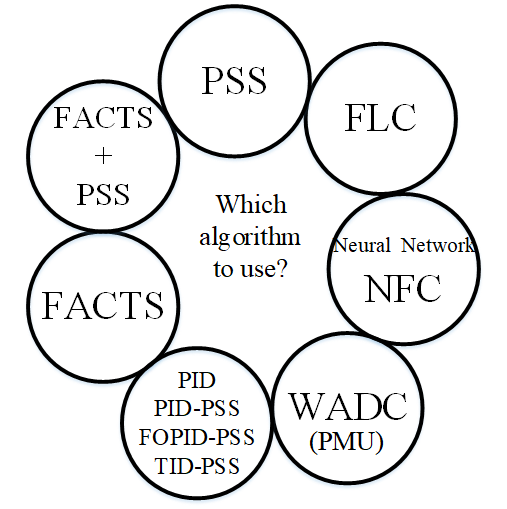 PSS
FLC
Neural Network
NFC
WADC
(PMU)
PID
PID-PSS
FOPID-PSS
TID-PSS
FACTS
FACTS
+
PSS
Which
algorithm
to use?